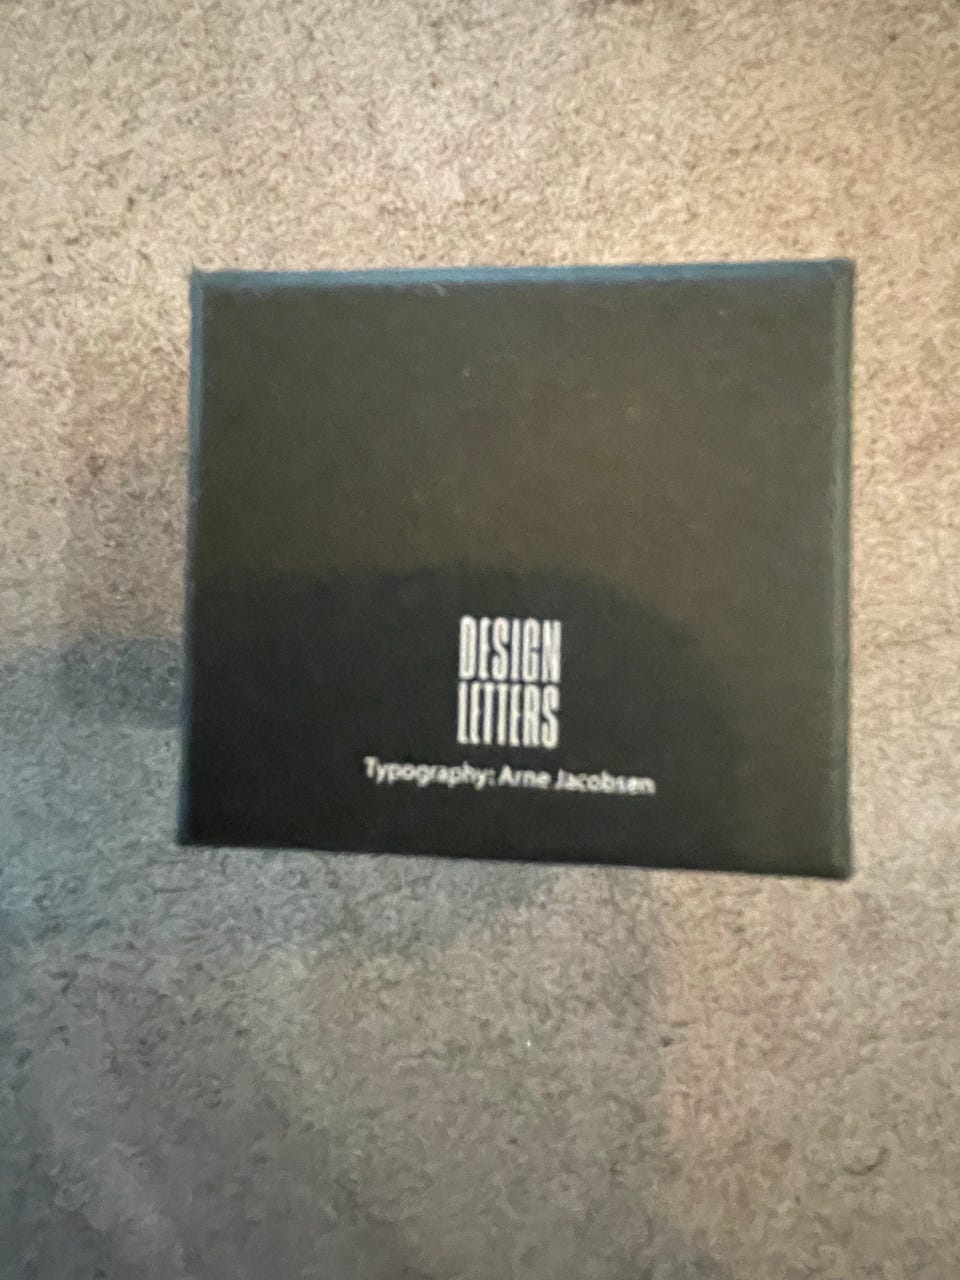 DESIGN
LETTERS
Typography: Arne Jacobsen